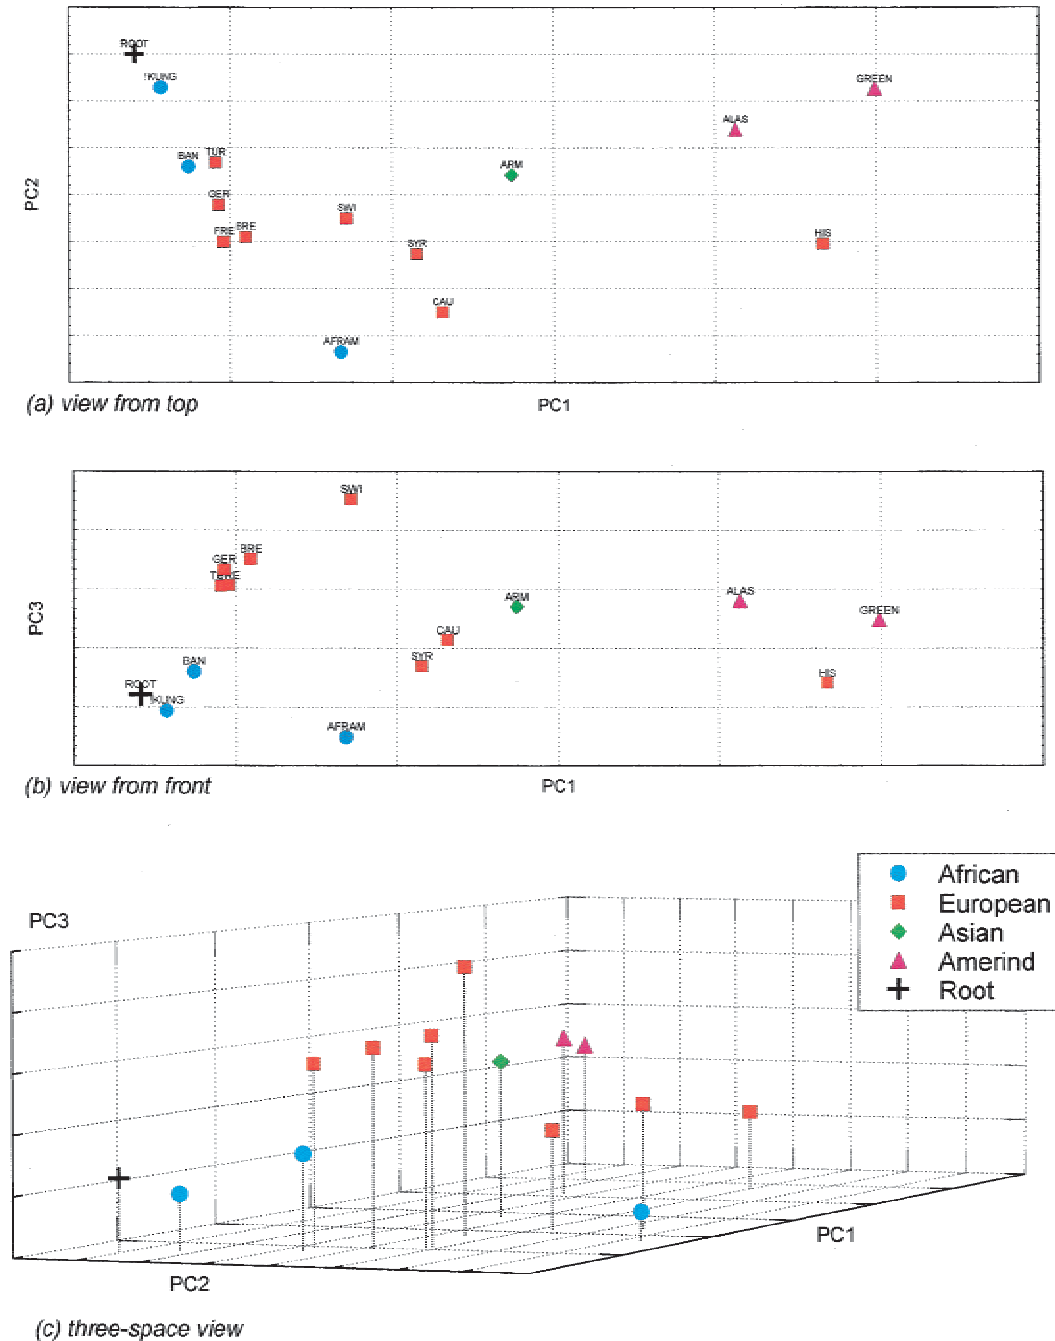 ROOT
!KUNG
GREEN
ALAS
BAN TUR
ARM
GER
SWI
FRE BRE
HIS
SYR
CAU
AFRAM
PC2
(a) view from top
PC1
SWI
BRE
GER
ALAS
ARM
GREEN
CAU
BAN
SYR
HIS
ROOT
!KUNG
AFRAM
PC3
(b) view from front
PC1
African
European
Asian
Amerind
Root
PC3
PC1
PC2
(c) three-space view